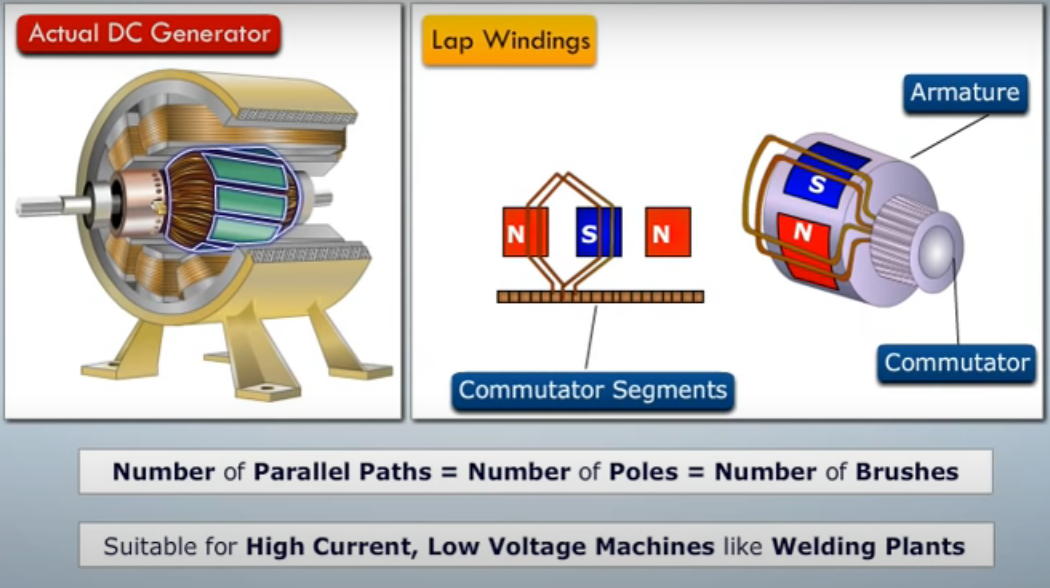 Actual DC Generator
Lap Windings
Armature
S
N
N
S
N
Commutator
Commutator Segments
Number of Parallel Paths = Number of Poles = Number of Brushes
Suitable for High Current, Low Voltage Machines like Welding Plants